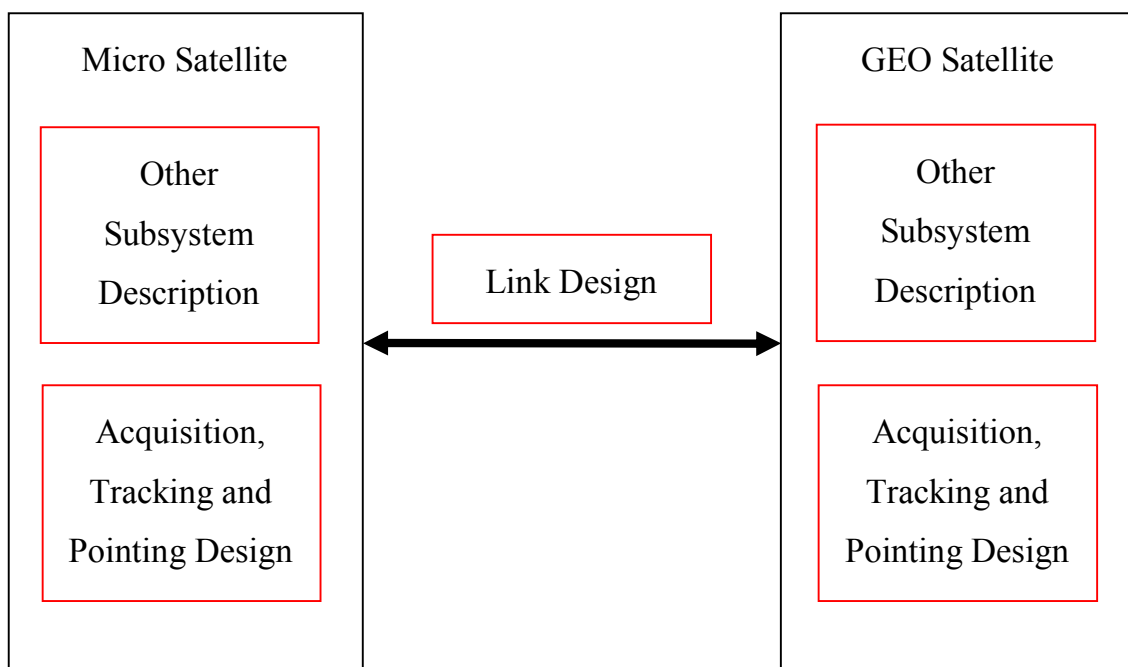 Micro Satellite
Other
Subsystem
Description
Acquisition,
Tracking and
Pointing Design
Link Design
GEO Satellite
Other
Subsystem
Description
Acquisition,
Tracking and
Pointing Design